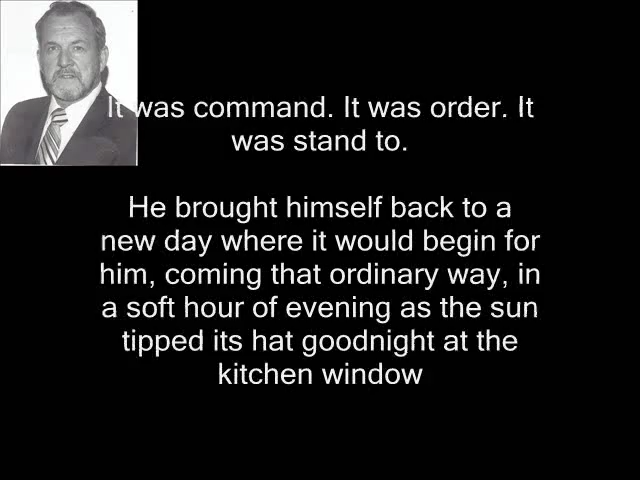 It was command. It was order. It
was stand to.
He brought himself back to a
new day where it would begin for
him, coming that ordinary way, in
a soft hour of evening as the sun
tipped its hat goodnight at the
kitchen window